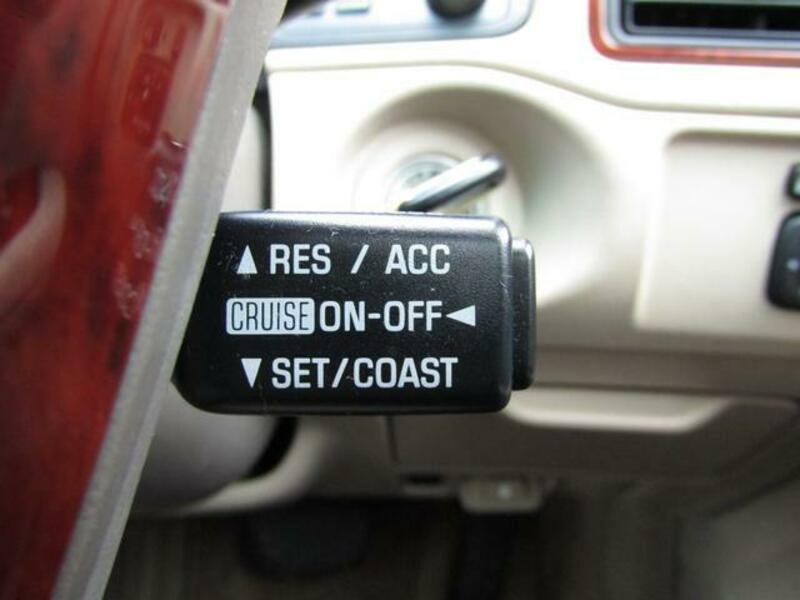 ▲ RES / ACC
CRUISE ON-OFF ◀
▼ SET/COAST